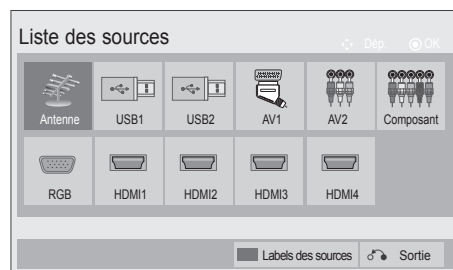 Liste des sources
Dép. OK
Antenne USB1 USB2 AV1 AV2 Composant
RGB HDMI1 HDMI2 HDMI3 HDMI4
Labels des sources Sortie